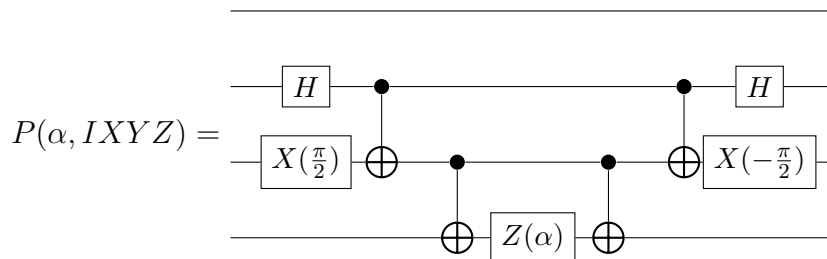 H H
P(α, IXYZ) =
X(π/2) X(−π/2)
Z(α)